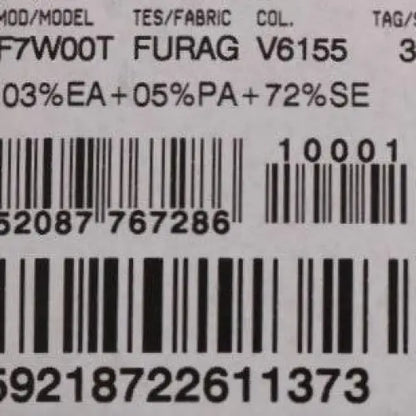 MOD/MODEL TES/FABRIC COL. TAG/S
F7W00T FURAG V6155 3
03%EA+05%PA+72%SE
10001
52087 767286
59218722611373